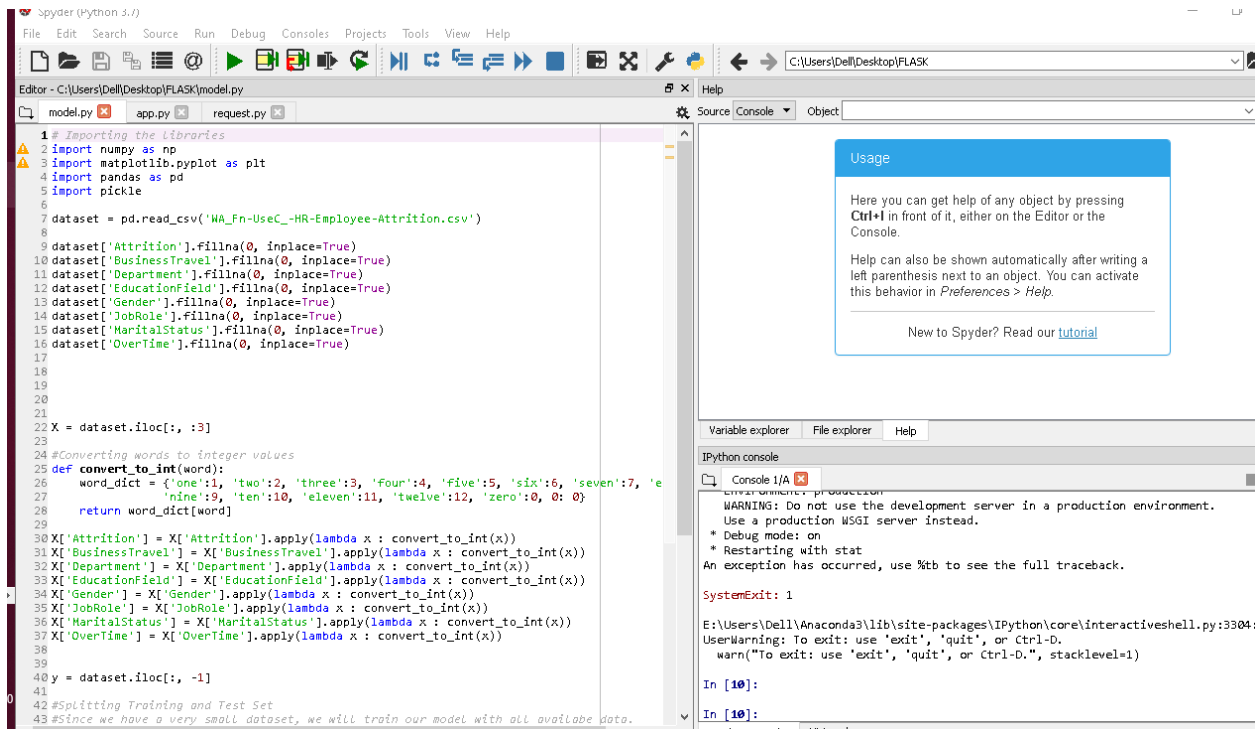 Spyder (Python 3.7)
File Edit Search Source Run Debug Consoles Projects Tools View Help
C:\Users\Dell\Desktop\FLASK
Editor - C:\Users\Dell\Desktop\FLASK\model.py
model.py app.py request.py
1 # Importing the libraries
2 import numpy as np
3 import matplotlib.pyplot as plt
4 import pandas as pd
5 import pickle
6
7 dataset = pd.read_csv('WA_Fn-UseC_-HR-Employee-Attrition.csv')
8
9 dataset['Attrition'].fillna(0, inplace=True)
10 dataset['BusinessTravel'].fillna(0, inplace=True)
11 dataset['Department'].fillna(0, inplace=True)
12 dataset['EducationField'].fillna(0, inplace=True)
13 dataset['Gender'].fillna(0, inplace=True)
14 dataset['JobRole'].fillna(0, inplace=True)
15 dataset['MaritalStatus'].fillna(0, inplace=True)
16 dataset['OverTime'].fillna(0, inplace=True)
17
18
19
20
21
22 X = dataset.iloc[:, :3]
23
24 #Converting words to integer values
25 def convert_to_int(word):
26     word_dict = {'one':1, 'two':2, 'three':3, 'four':4, 'five':5, 'six':6, 'seven':7, 'e
27                 'nine':9, 'ten':10, 'eleven':11, 'twelve':12, 'zero':0, 0: 0}
28     return word_dict[word]
29
30 X['Attrition'] = X['Attrition'].apply(lambda x : convert_to_int(x))
31 X['BusinessTravel'] = X['BusinessTravel'].apply(lambda x : convert_to_int(x))
32 X['Department'] = X['Department'].apply(lambda x : convert_to_int(x))
33 X['EducationField'] = X['EducationField'].apply(lambda x : convert_to_int(x))
34 X['Gender'] = X['Gender'].apply(lambda x : convert_to_int(x))
35 X['JobRole'] = X['JobRole'].apply(lambda x : convert_to_int(x))
36 X['MaritalStatus'] = X['MaritalStatus'].apply(lambda x : convert_to_int(x))
37 X['OverTime'] = X['OverTime'].apply(lambda x : convert_to_int(x))
38
39
40 y = dataset.iloc[:, -1]
41
42 #Splitting Training and Test Set
43 #Since we have a very small dataset, we will train our model with all availabe data.
Help
Source Console Object
Usage
Here you can get help of any object by pressing
Ctrl+I in front of it, either on the Editor or the
Console.
Help can also be shown automatically after writing a
left parenthesis next to an object. You can activate
this behavior in Preferences > Help.
New to Spyder? Read our tutorial
Variable explorer File explorer Help
IPython console
Console 1/A
Environment: production
WARNING: Do not use the development server in a production environment.
Use a production WSGI server instead.
* Debug mode: on
* Restarting with stat
An exception has occurred, use %tb to see the full traceback.
SystemExit: 1
E:\Users\Dell\Anaconda3\lib\site-packages\IPython\core\interactiveshell.py:3304:
UserWarning: To exit: use 'exit', 'quit', or Ctrl-D.
warn("To exit: use 'exit', 'quit', or Ctrl-D.", stacklevel=1)
In [10]:
In [10]: